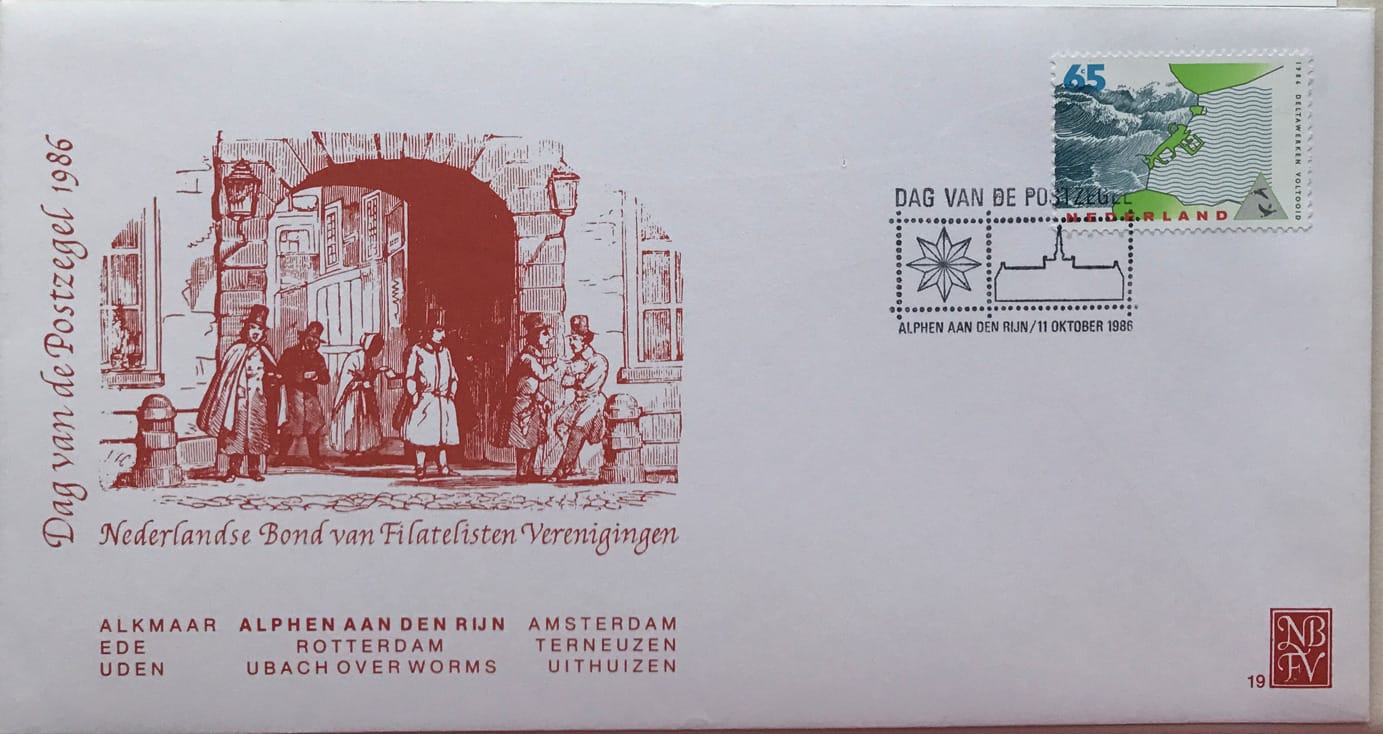 Dag van de Postzegel 1986
Nederlandse Bond van Filatelisten Verenigingen
ALKMAAR ALPHEN AAN DEN RIJN AMSTERDAM
EDE ROTTERDAM TERNEUZEN
UDEN UBACH OVER WORMS UITHUIZEN
65 c
1986 DELTAWERKEN VOLTOOID
NEDERLAND
DAG VAN DE POSTZEGEL
ALPHEN AAN DEN RIJN/11 OKTOBER 1986
19
NB
FV